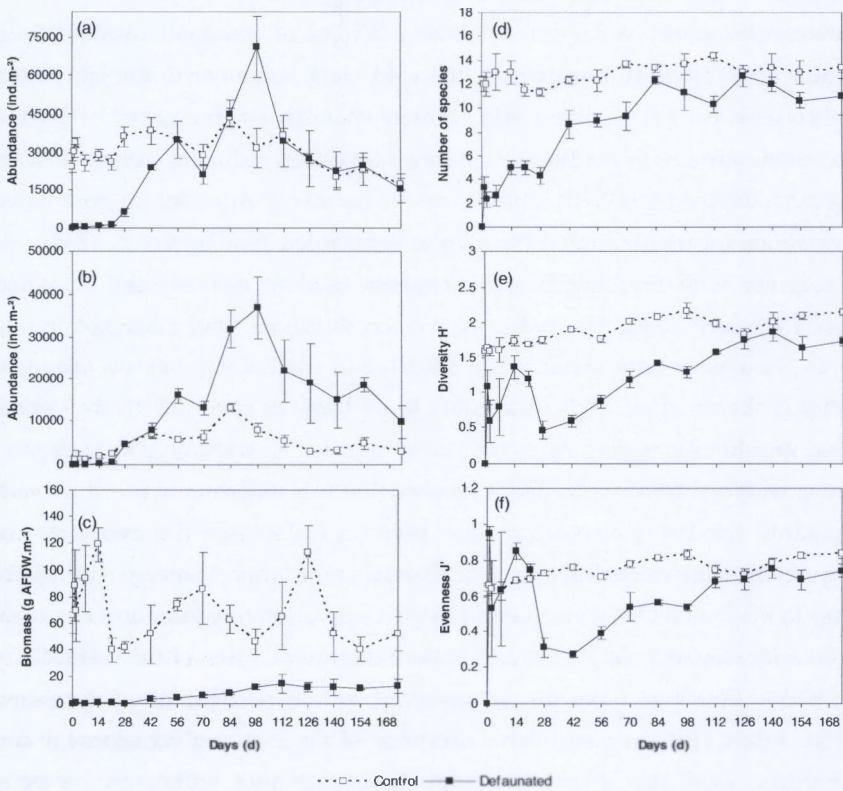 (a)
Abundance (ind.m-²)
75000
60000
45000
30000
15000
0
(b)
Abundance (ind.m-²)
50000
40000
30000
20000
10000
0
(c)
Biomass (g AFDW.m-²)
160
140
120
100
80
60
40
20
0
0 14 28 42 56 70 84 98 112 126 140 154 168
Days (d)
(d)
Number of species
18
16
14
12
10
8
6
4
2
0
(e)
Diversity H'
3
2.5
2
1.5
1
0.5
0
(f)
Evenness J'
1.2
1
0.8
0.6
0.4
0.2
0
0 14 28 42 56 70 84 98 112 126 140 154 168
Days (d)
Control Defaunated